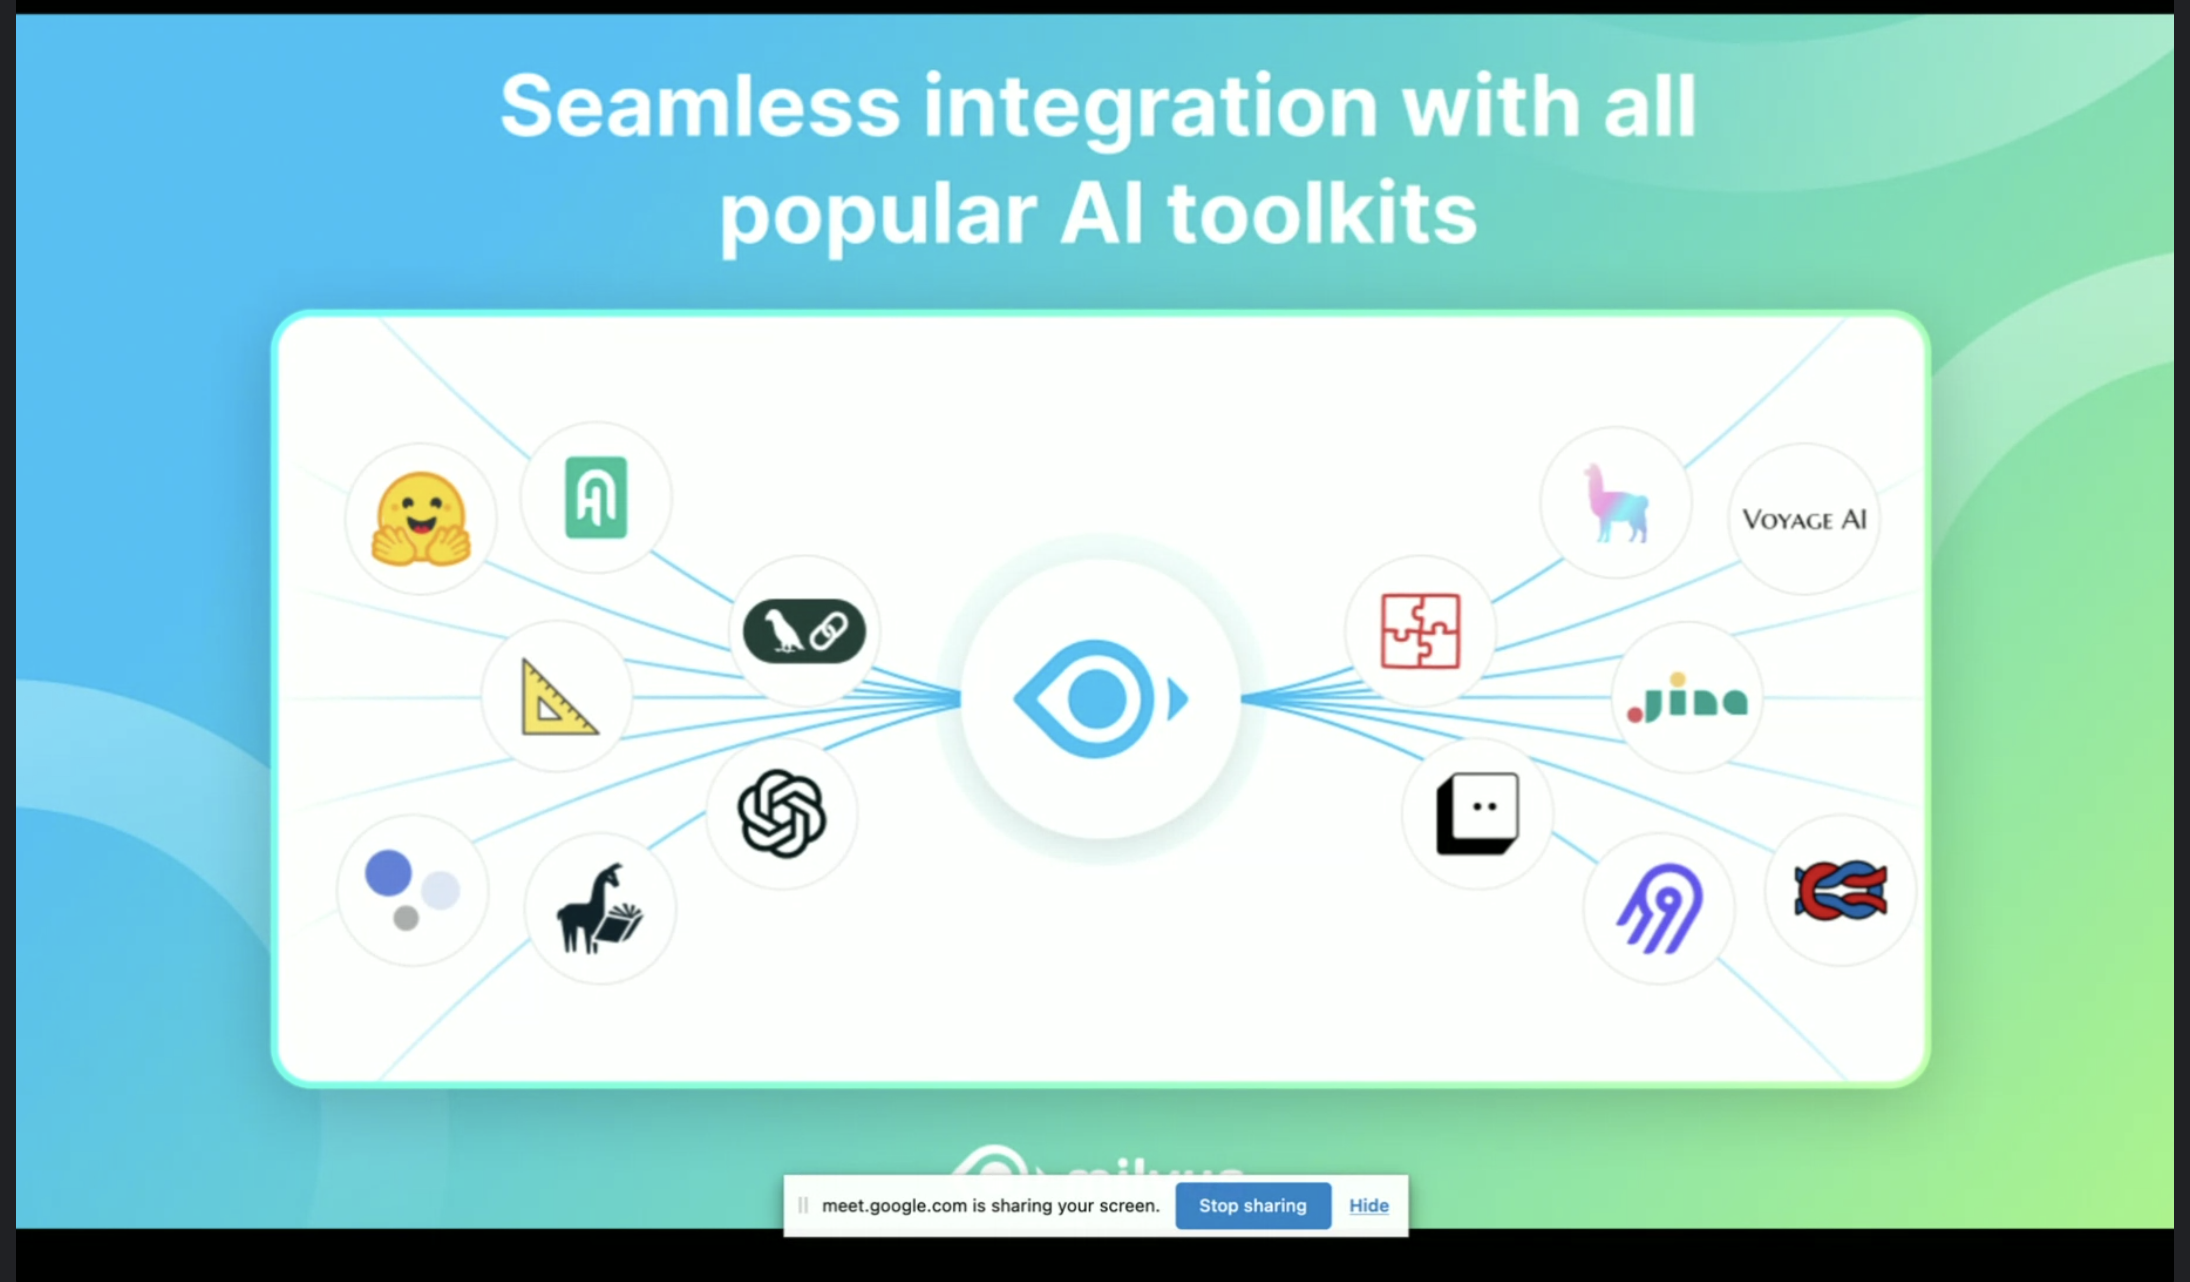 Seamless integration with all
popular AI toolkits
VOYAGE AI
Jina
meet.google.com is sharing your screen. Stop sharing Hide